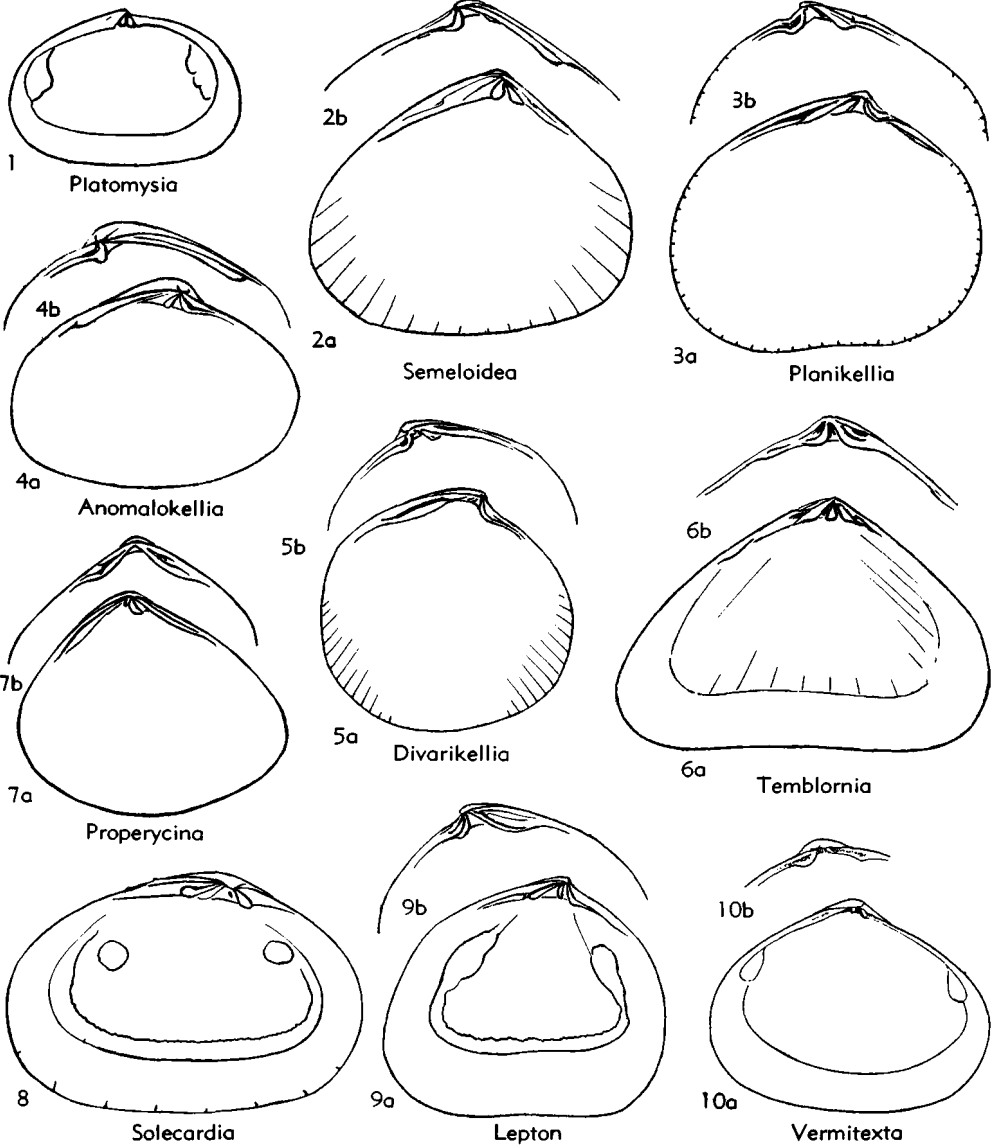 1
Platomysia
2b
2a
Semeloidea
3b
3a
Planikellia
4b
4a
Anomalokellia
5b
5a
Divarikellia
6b
6a
Temblornia
7b
7a
Properycina
8
Solecardia
9b
9a
Lepton
10b
10a
Vermitexta